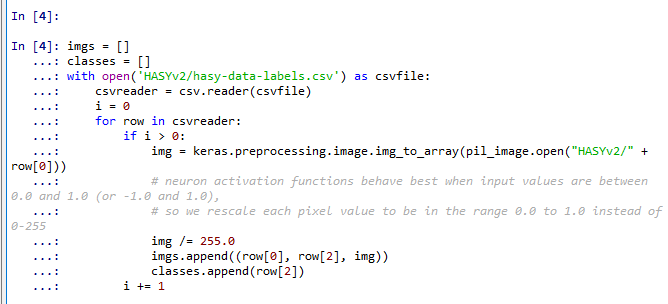 In [4]:
In [4]: imgs = []
   ...: classes = []
   ...: with open('HASYv2/hasy-data-labels.csv') as csvfile:
   ...:     csvreader = csv.reader(csvfile)
   ...:     i = 0
   ...:     for row in csvreader:
   ...:         if i > 0:
   ...:             img = keras.preprocessing.image.img_to_array(pil_image.open("HASYv2/" +
row[0]))
   ...:             # neuron activation functions behave best when input values are between
0.0 and 1.0 (or -1.0 and 1.0),
   ...:             # so we rescale each pixel value to be in the range 0.0 to 1.0 instead of
0-255
   ...:             img /= 255.0
   ...:             imgs.append((row[0], row[2], img))
   ...:             classes.append(row[2])
   ...:         i += 1